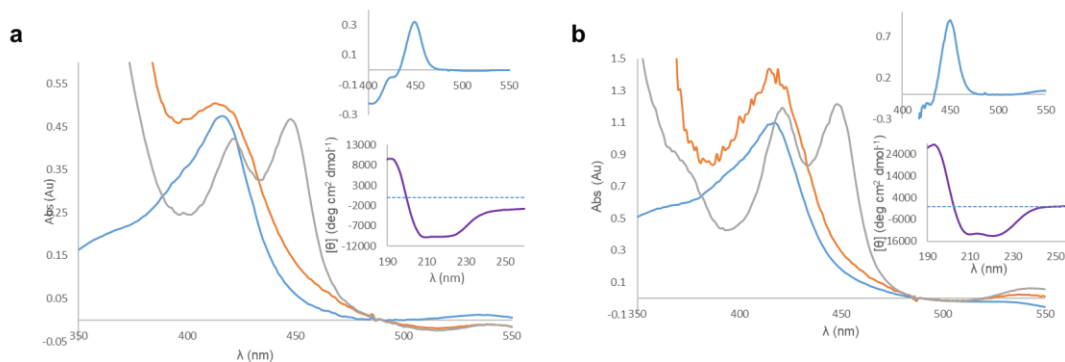 a
0.55
0.45
0.35
0.25
0.15
0.05
-0.05
Abs (Au)
350 400 450 500 550
λ (nm)
0.3
0.1
-0.1
-0.3
400 450 500 550
13000
8000
3000
-2000
-7000
-12000
[θ] (deg cm² dmol⁻¹)
190 210 230 250
λ (nm)
b
1.5
1.3
1.1
0.9
0.7
0.5
0.3
0.1
-0.1
Abs (Au)
350 400 450 500 550
λ (nm)
0.7
0.2
-0.3
400 450 500 550
24000
14000
4000
-6000
-16000
[θ] (deg cm² dmol⁻¹)
190 210 230 250
λ (nm)